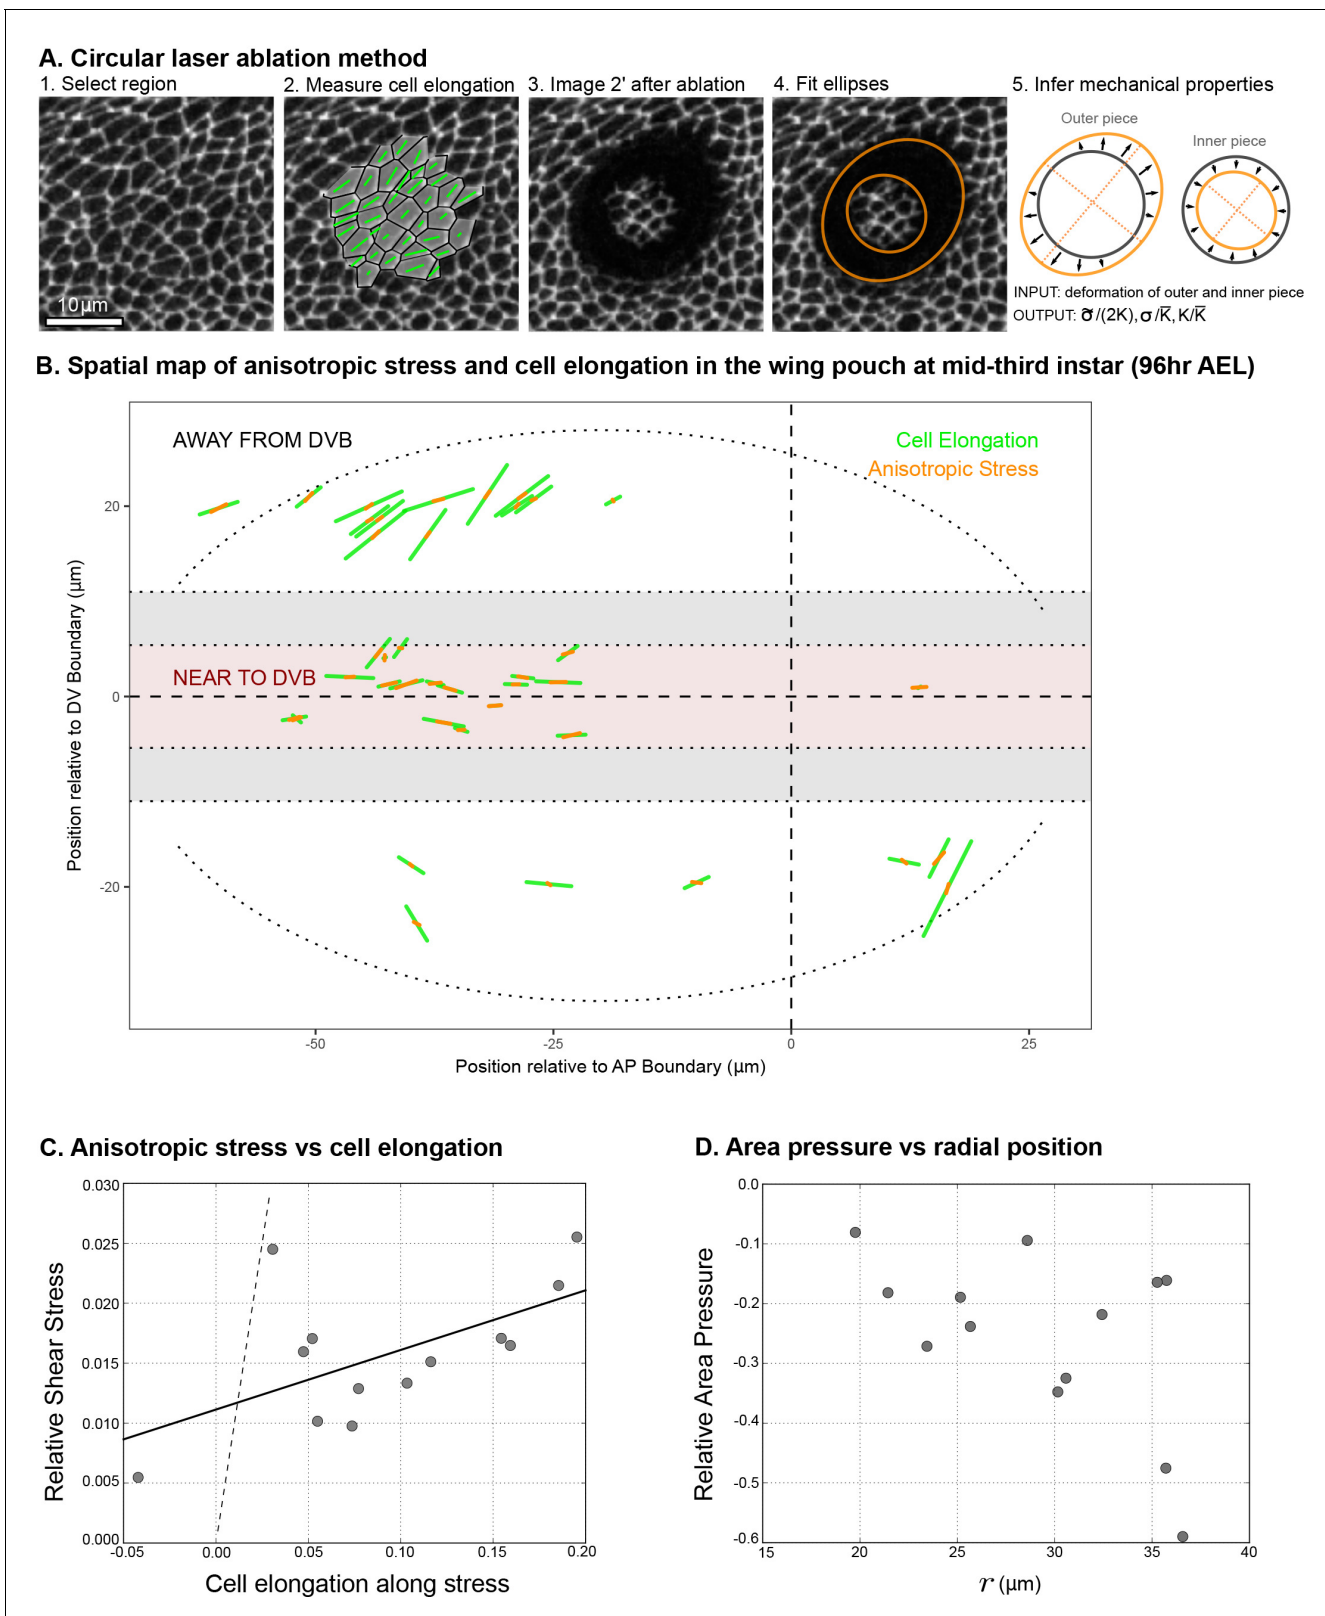 A. Circular laser ablation method
1. Select region
2. Measure cell elongation
3. Image 2' after ablation
4. Fit ellipses
5. Infer mechanical properties
10μm
Outer piece
Inner piece
INPUT: deformation of outer and inner piece
OUTPUT: σ̃/(2K), σ/K̅, K/K̅
B. Spatial map of anisotropic stress and cell elongation in the wing pouch at mid-third instar (96hr AEL)
AWAY FROM DVB
Cell Elongation
Anisotropic Stress
NEAR TO DVB
Position relative to DV Boundary (μm)
20
0
-20
-50
-25
0
25
Position relative to AP Boundary (μm)
C. Anisotropic stress vs cell elongation
Relative Shear Stress
0.030
0.025
0.020
0.015
0.010
0.005
0.000
-0.05
0.00
0.05
0.10
0.15
0.20
Cell elongation along stress
D. Area pressure vs radial position
Relative Area Pressure
0.0
-0.1
-0.2
-0.3
-0.4
-0.5
-0.6
15
20
25
30
35
40
r (μm)